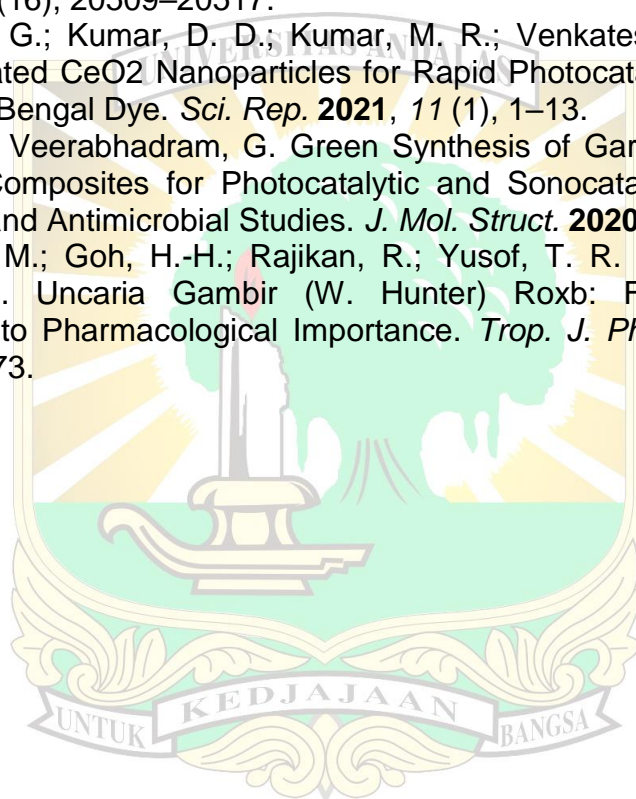 (16), 20509–20517.
G.; Kumar, D. D.; Kumar, M. R.; Venkates
ated CeO2 Nanoparticles for Rapid Photocata
Bengal Dye. Sci. Rep. 2021, 11 (1), 1–13.
Veerabhadram, G. Green Synthesis of Gar
Composites for Photocatalytic and Sonocata
and Antimicrobial Studies. J. Mol. Struct. 2020
M.; Goh, H.-H.; Rajikan, R.; Yusof, T. R.
. Uncaria Gambir (W. Hunter) Roxb: F
to Pharmacological Importance. Trop. J. Ph
73.
UNIVERSITAS ANDALAS
UNTUK KEDJAJAAN BANGSA